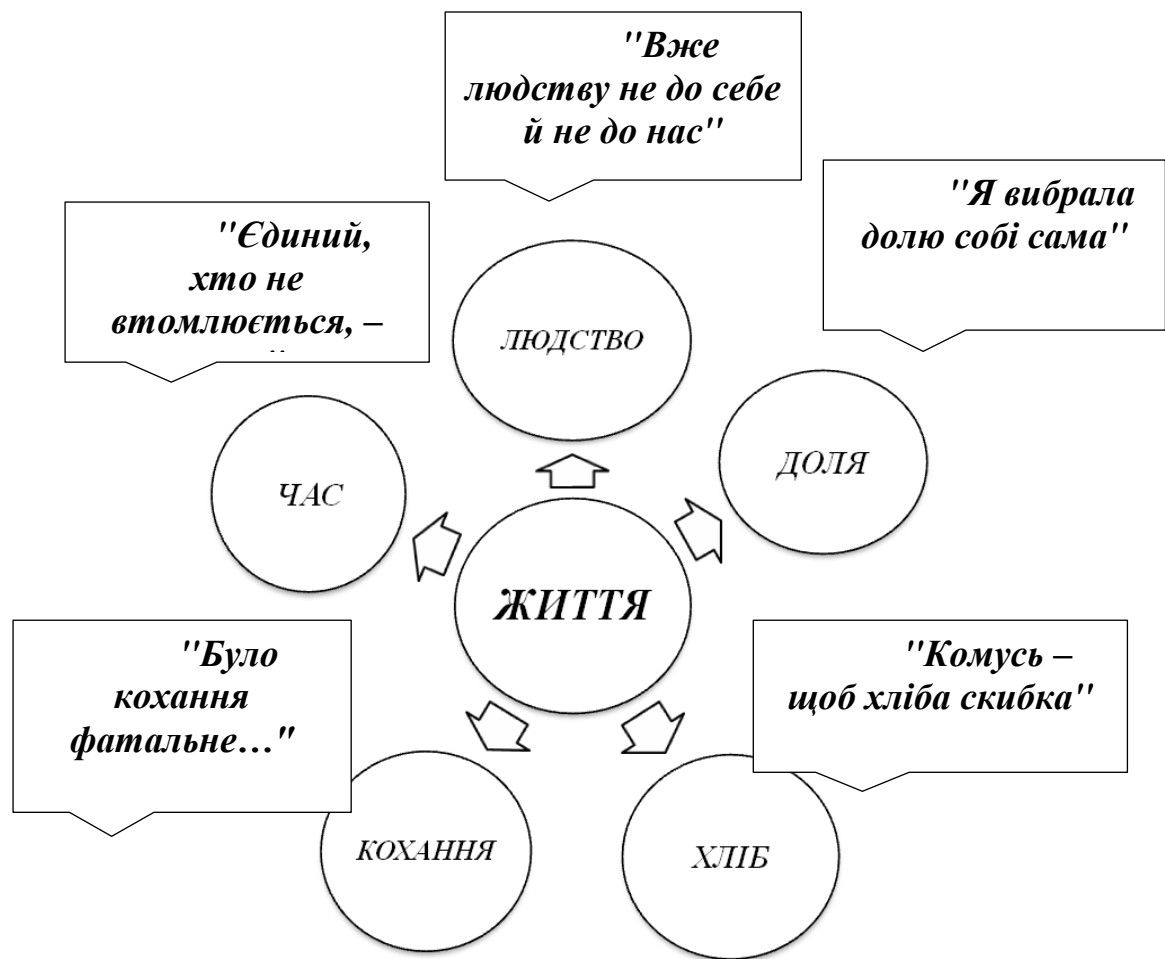 "Вже
людству не до себе
й не до нас"
"Я вибрала
долю собі сама"
"Єдиний,
хто не
втомлюється, –
ЛЮДСТВО
ДОЛЯ
ЧАС
ЖИТТЯ
"Було
кохання
фатальне…"
"Комусь –
щоб хліба скибка"
КОХАННЯ
ХЛІБ